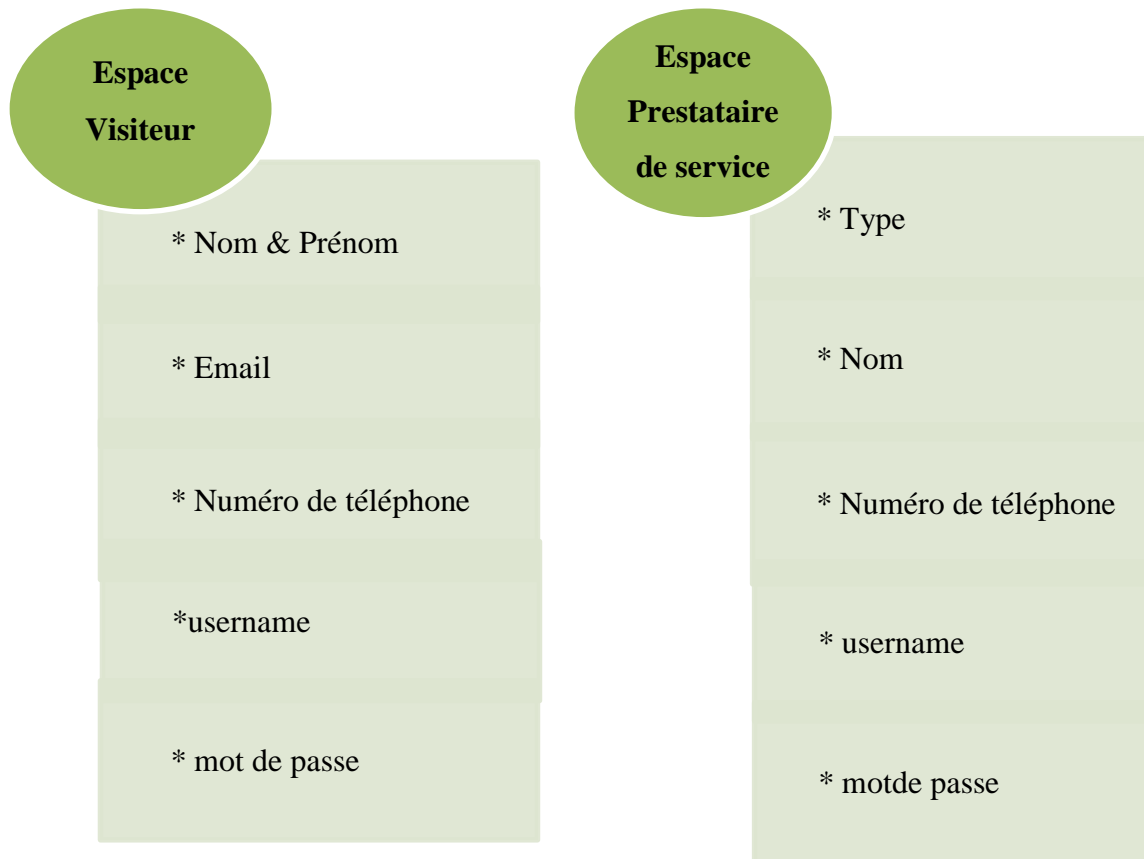 Espace
Visiteur
* Nom & Prénom
* Email
* Numéro de téléphone
*username
* mot de passe
Espace
Prestataire
de service
* Type
* Nom
* Numéro de téléphone
* username
* motde passe